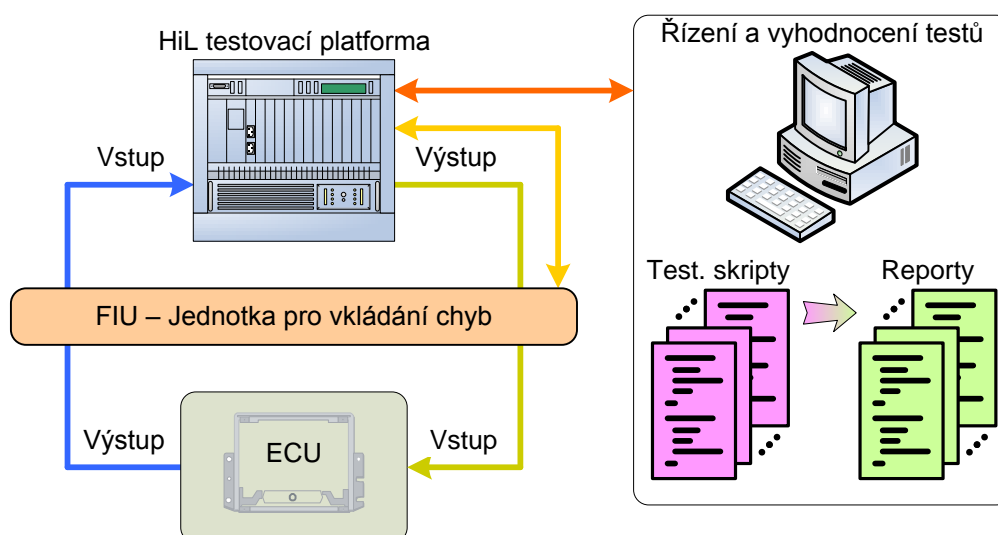 HiL testovací platforma
Řízení a vyhodnocení testů
Vstup
Výstup
Test. skripty
Reporty
FIU – Jednotka pro vkládání chyb
Výstup
ECU
Vstup